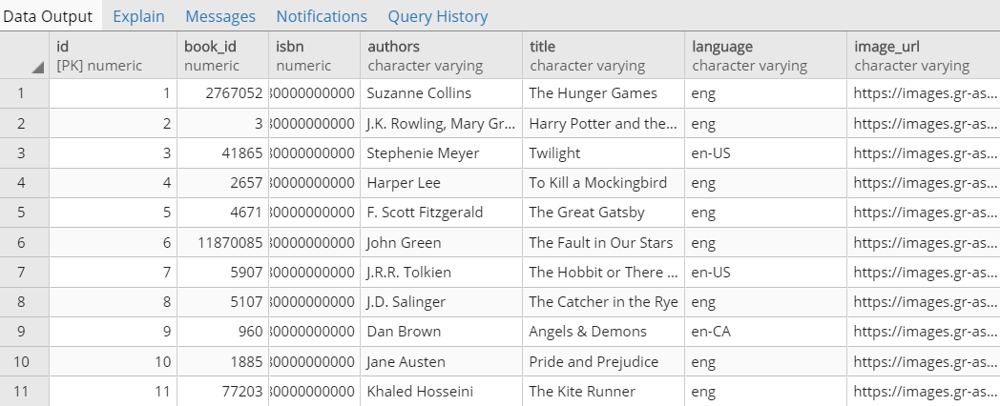 Data Output Explain Messages Notifications Query History
id book_id isbn authors title language image_url
[PK] numeric numeric numeric character varying character varying character varying character varying
1 1 2767052 30000000000 Suzanne Collins The Hunger Games eng https://images.gr-as...
2 2 3 30000000000 J.K. Rowling, Mary Gr... Harry Potter and the... eng https://images.gr-as...
3 3 41865 30000000000 Stephenie Meyer Twilight en-US https://images.gr-as...
4 4 2657 30000000000 Harper Lee To Kill a Mockingbird eng https://images.gr-as...
5 5 4671 30000000000 F. Scott Fitzgerald The Great Gatsby eng https://images.gr-as...
6 6 11870085 30000000000 John Green The Fault in Our Stars eng https://images.gr-as...
7 7 5907 30000000000 J.R.R. Tolkien The Hobbit or There ... en-US https://images.gr-as...
8 8 5107 30000000000 J.D. Salinger The Catcher in the Rye eng https://images.gr-as...
9 9 960 30000000000 Dan Brown Angels & Demons en-CA https://images.gr-as...
10 10 1885 30000000000 Jane Austen Pride and Prejudice eng https://images.gr-as...
11 11 77203 30000000000 Khaled Hosseini The Kite Runner eng https://images.gr-as...